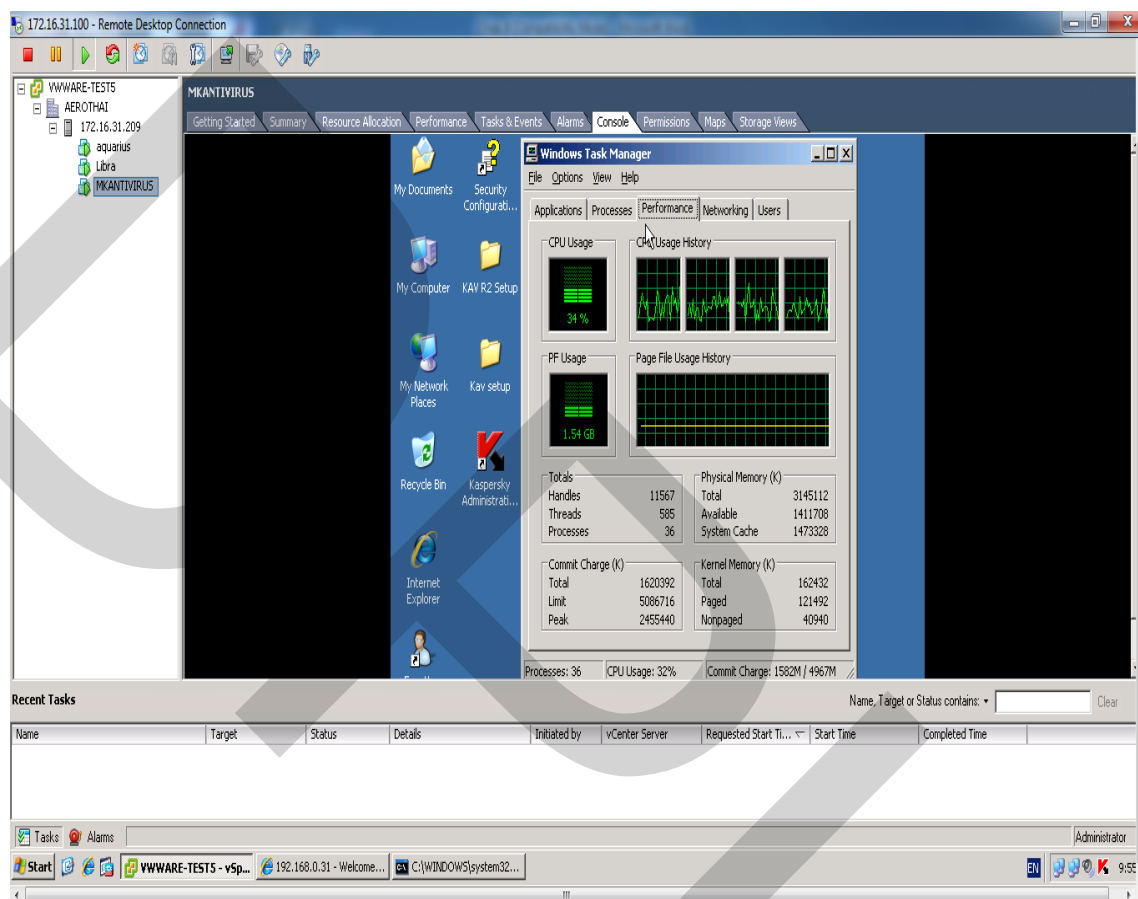 172.16.31.100 - Remote Desktop Connection
VWWARE-TEST5
AEROTHAI
172.16.31.209
aquarius
Libra
MKANTIVIRUS
MKANTIVIRUS
Getting Started Summary Resource Allocation Performance Tasks & Events Alarms Console Permissions Maps Storage Views
My Documents
Security
Configurati...
My Computer
KAV R2 Setup
My Network
Places
Kav setup
Recycle Bin
Kaspersky
Administrati...
Internet
Explorer
Windows Task Manager
File Options View Help
Applications Processes Performance Networking Users
CPU Usage
CPU Usage History
34 %
PF Usage
Page File Usage History
1.54 GB
Totals
Handles 11567
Threads 585
Processes 36
Physical Memory (K)
Total 3145112
Available 1411708
System Cache 1473328
Commit Charge (K)
Total 1620392
Limit 5086716
Peak 2455440
Kernel Memory (K)
Total 162432
Paged 121492
Nonpaged 40940
Processes: 36 CPU Usage: 32% Commit Charge: 1582M / 4967M
Recent Tasks
Name, Target or Status contains:
Clear
Name Target Status Details Initiated by vCenter Server Requested Start Ti... Start Time Completed Time
Tasks Alarms
Administrator
Start VWWARE-TEST5 - vSp... 192.168.0.31 - Welcome... C:\WINDOWS\system32... EN 9:55